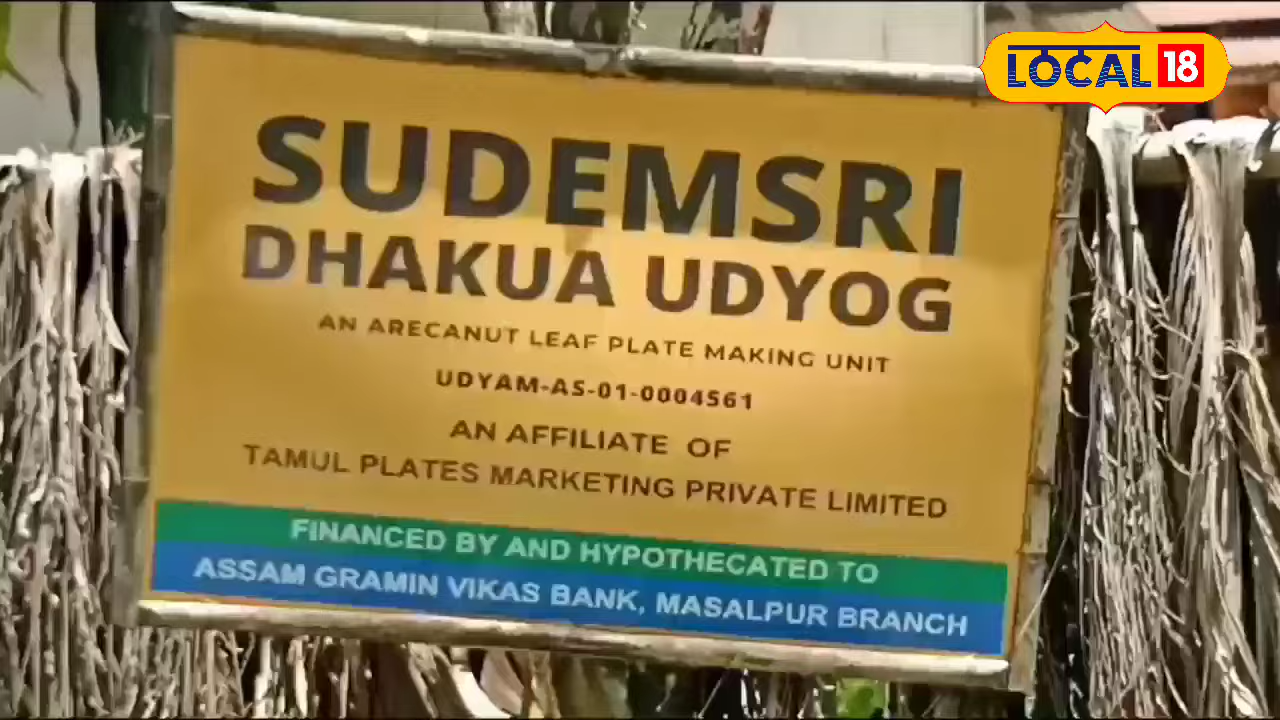 LOCAL 18
SUDEMSRI
DHAKUA UDYOG
AN ARECANUT LEAF PLATE MAKING UNIT
UDYAM-AS-01-0004561
AN AFFILIATE OF
TAMUL PLATES MARKETING PRIVATE LIMITED
FINANCED BY AND HYPOTHECATED TO
ASSAM GRAMIN VIKAS BANK, MASALPUR BRANCH